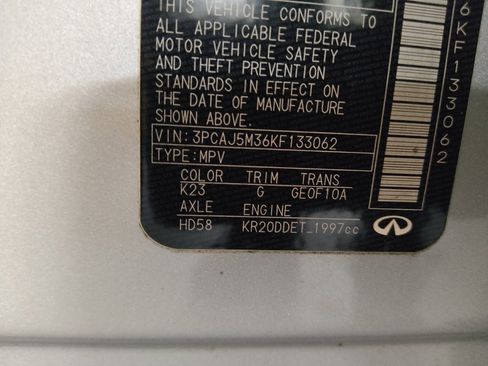 THIS VEHICLE CONFORMS TO
ALL APPLICABLE FEDERAL
MOTOR VEHICLE SAFETY
AND THEFT PREVENTION
STANDARDS IN EFFECT ON
THE DATE OF MANUFACTURE
SHOWN ABOVE.
VIN: 3PCAJ5M36KF133062
TYPE: MPV
COLOR TRIM TRANS
K23 G GE0F10A
AXLE ENGINE
HD58 KR20DDET_1997cc
6KF133062